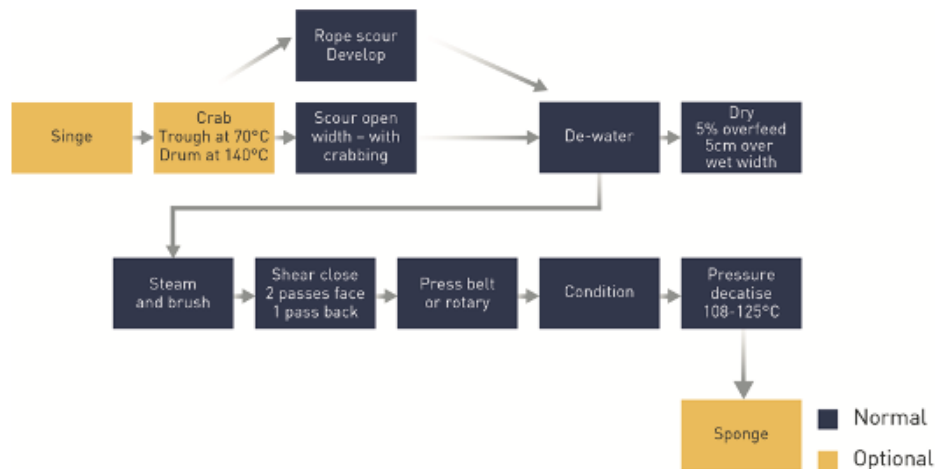 Rope scour
Develop
Singe
Crab
Trough at 70°C
Drum at 140°C
Scour open
width – with
crabbing
De-water
Dry
5% overfeed
5cm over
wet width
Steam
and brush
Shear close
2 passes face
1 pass back
Press belt
or rotary
Condition
Pressure
decatise
108-125°C
Sponge
Normal
Optional